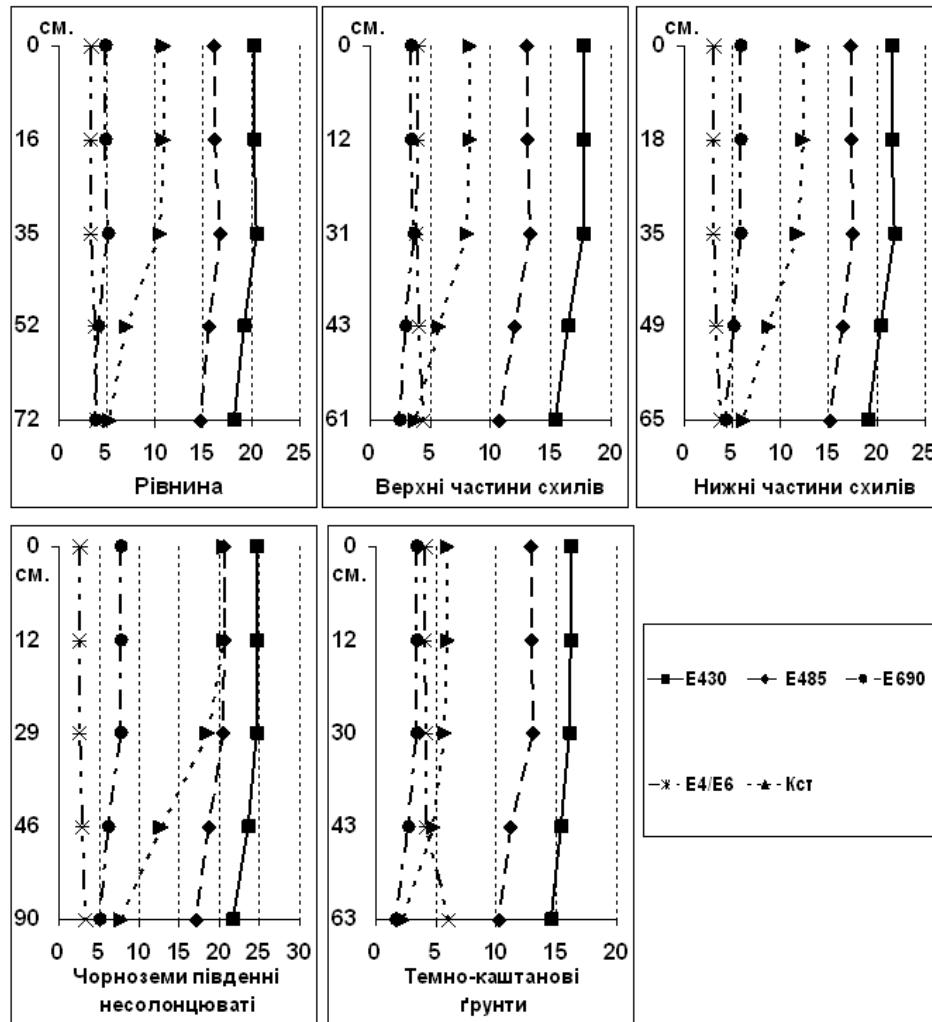 см.
0
16
35
52
72
0 5 10 15 20 25
Рівнина
см.
0
12
31
43
61
0 5 10 15 20
Верхні частини схилів
см.
0
18
35
49
65
0 5 10 15 20 25
Нижні частини схилів
0
см.
12
29
46
90
0 5 10 15 20 25 30
Чорноземи південні
несолонцюваті
0
см.
12
30
43
63
0 5 10 15 20
Темно-каштанові
ґрунти
E430 E485 E690
E4/E6 Кст